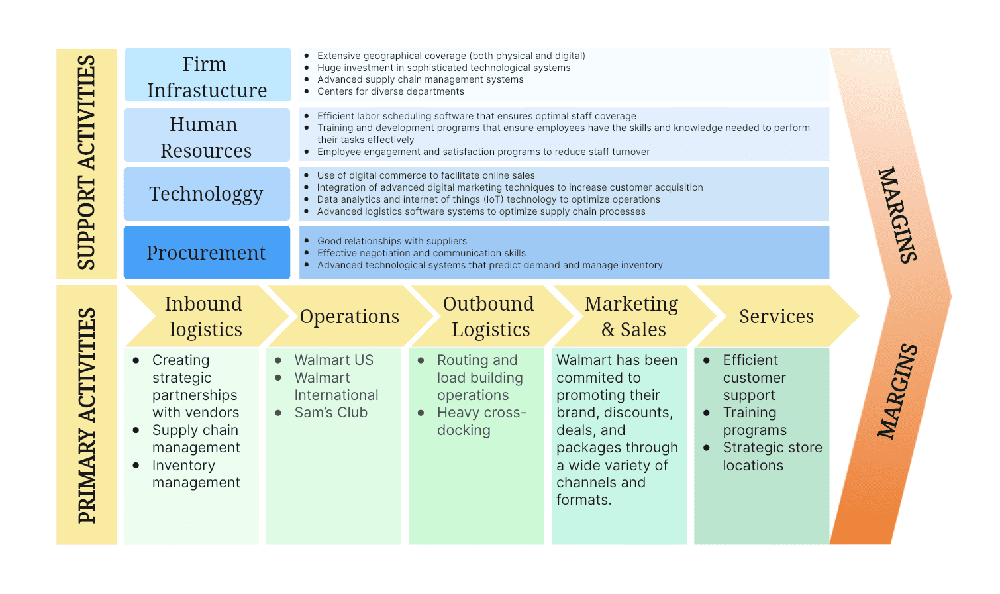 SUPPORT ACTIVITIES
Firm
Infrastucture
• Extensive geographical coverage (both physical and digital)
• Huge investment in sophisticated technological systems
• Advanced supply chain management systems
• Centers for diverse departments
Human
Resources
• Efficient labor scheduling software that ensures optimal staff coverage
• Training and development programs that ensure employees have the skills and knowledge needed to perform
their tasks effectively
• Employee engagement and satisfaction programs to reduce staff turnover
Technologgy
• Use of digital commerce to facilitate online sales
• Integration of advanced digital marketing techniques to increase customer acquisition
• Data analytics and internet of things (IoT) technology to optimize operations
• Advanced logistics software systems to optimize supply chain processes
Procurement
• Good relationships with suppliers
• Effective negotiation and communication skills
• Advanced technological systems that predict demand and manage inventory
MARGINS
PRIMARY ACTIVITIES
Inbound
logistics
• Creating
strategic
partnerships
with vendors
• Supply chain
management
• Inventory
management
Operations
• Walmart US
• Walmart
International
• Sam’s Club
Outbound
Logistics
• Routing and
load building
operations
• Heavy cross-
docking
Marketing
& Sales
Walmart has been
commited to
promoting their
brand, discounts,
deals, and
packages through
a wide variety of
channels and
formats.
Services
• Efficient
customer
support
• Training
programs
• Strategic store
locations
MARGINS